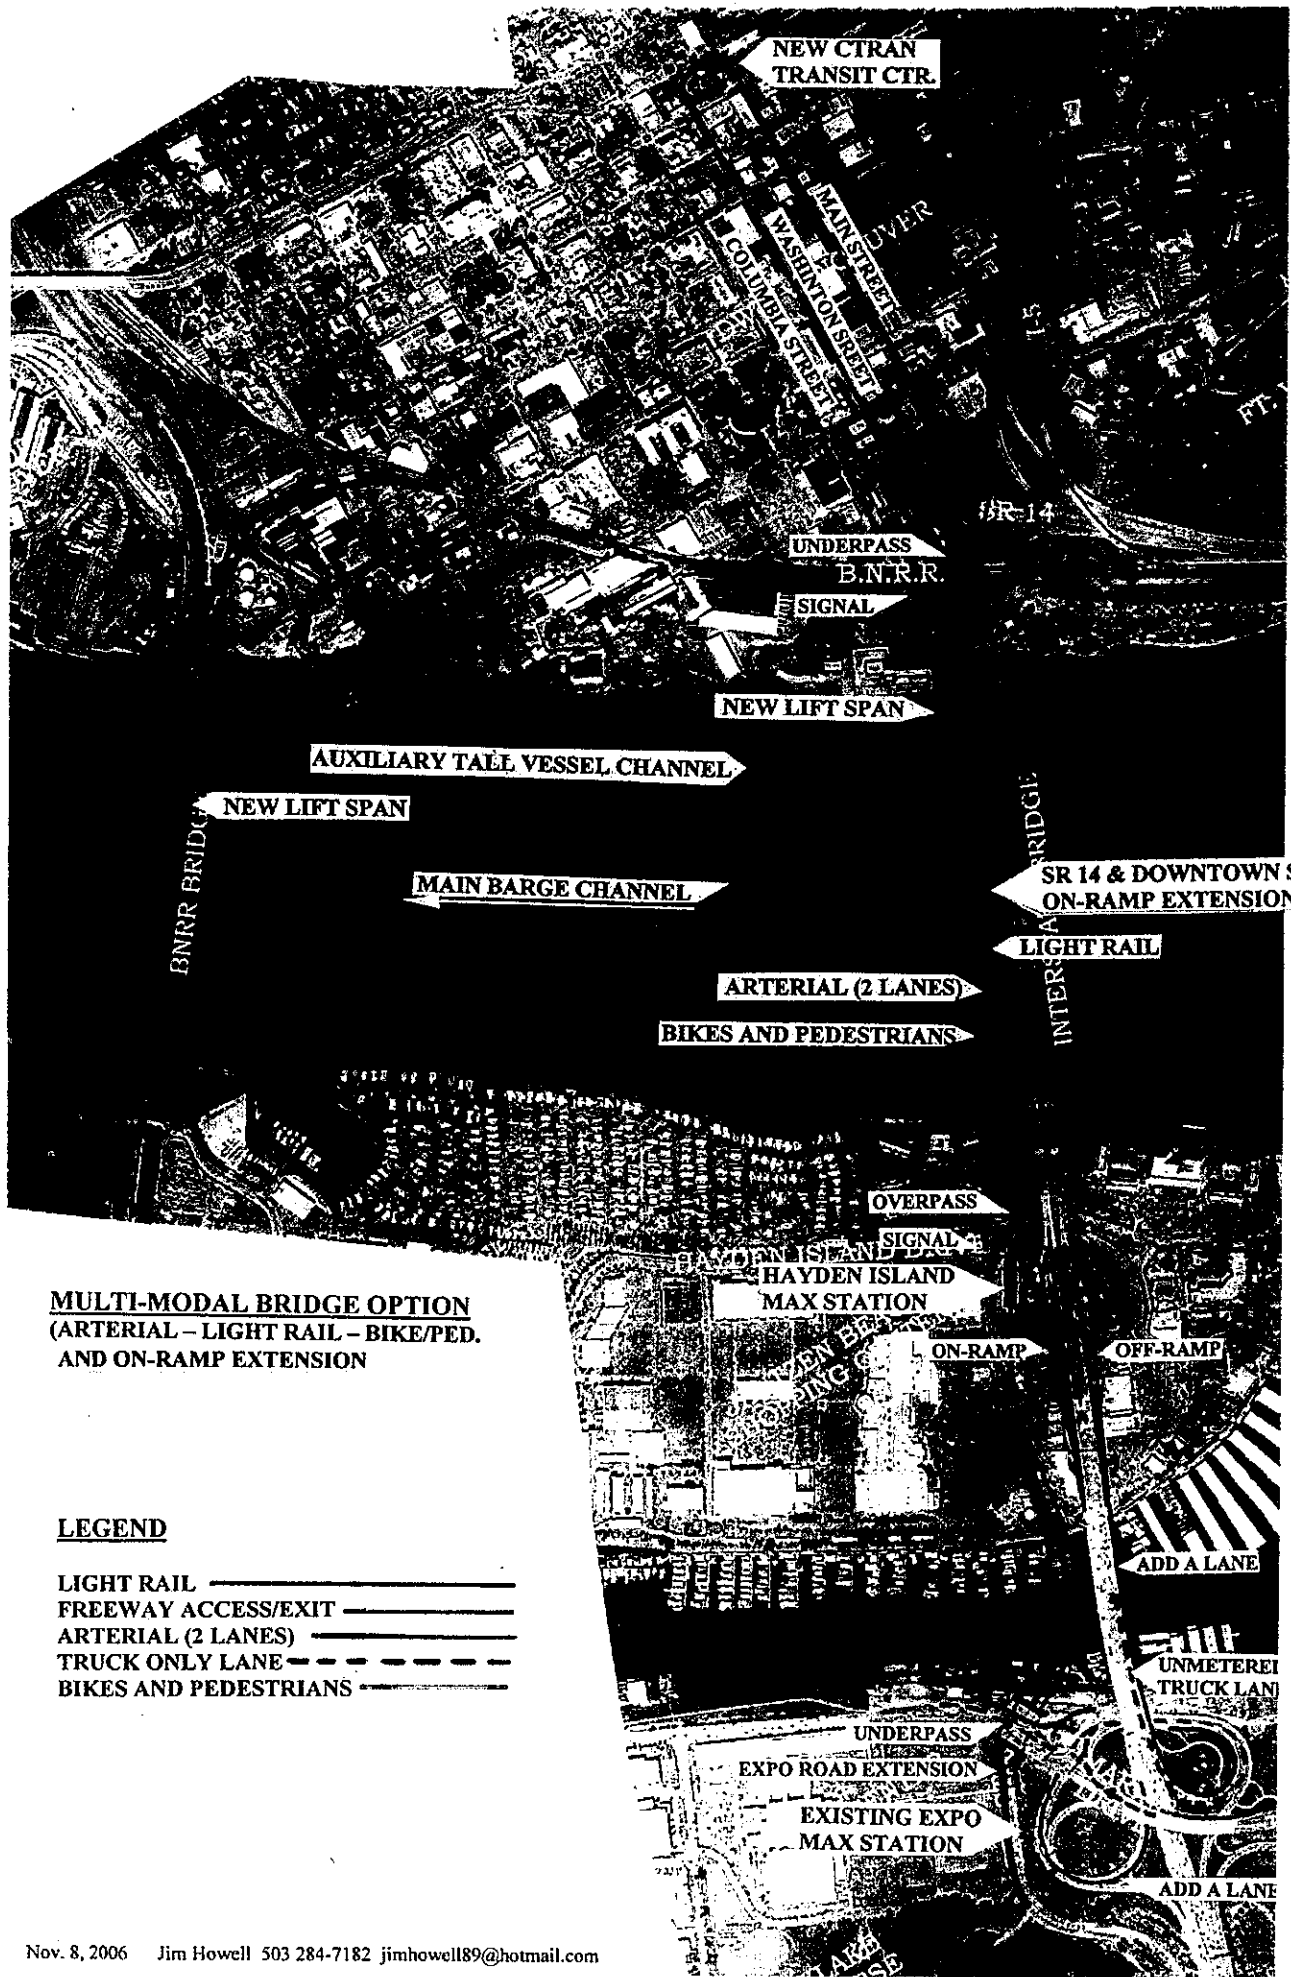 NEW CTRAN
TRANSIT CTR.
MAIN STREET
WASHINTON SREET
COLUMBIA STREET
UVER
I-5
FT.
SR-14
UNDERPASS
B.N.R.R.
SIGNAL
NEW LIFT SPAN
AUXILIARY TALL VESSEL CHANNEL
NEW LIFT SPAN
BNRR BRIDGE
MAIN BARGE CHANNEL
SR 14 & DOWNTOWN S
ON-RAMP EXTENSION
LIGHT RAIL
ARTERIAL (2 LANES)
BIKES AND PEDESTRIANS
OVERPASS
SIGNAL
HAYDEN ISLAND
HAYDEN ISLAND
MAX STATION
ON-RAMP
OFF-RAMP
MULTI-MODAL BRIDGE OPTION
(ARTERIAL – LIGHT RAIL – BIKE/PED.
AND ON-RAMP EXTENSION
LEGEND
LIGHT RAIL
FREEWAY ACCESS/EXIT
ARTERIAL (2 LANES)
TRUCK ONLY LANE
BIKES AND PEDESTRIANS
ADD A LANE
UNMETERED
TRUCK LANE
UNDERPASS
EXPO ROAD EXTENSION
EXISTING EXPO
MAX STATION
ADD A LANE
Nov. 8, 2006 Jim Howell 503 284-7182 jimhowell89@hotmail.com